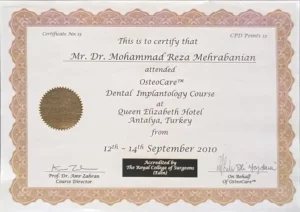 Certificate No 15 CPD Points 12
This is to certify that
Mr. Dr. Mohammad Reza Mehrabanian
attended
OsteoCare™
Dental Implantology Course
at
Queen Elizabeth Hotel
Antalya, Turkey
from
12th - 14th September 2010
Accredited by
The Royal College of Surgeons
(Edin)
Prof. Dr. Amr Zahran
Course Director
On Behalf
Of OsteoCare™